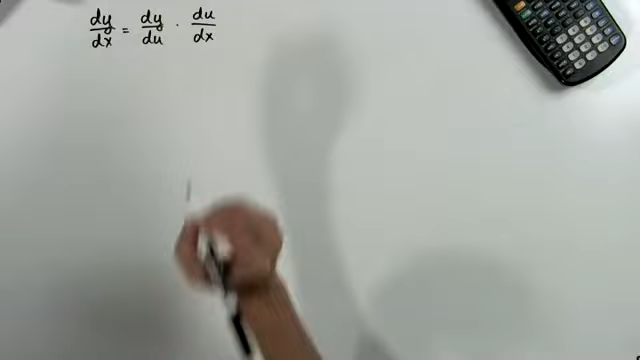 dy/dx = dy/du · du/dx